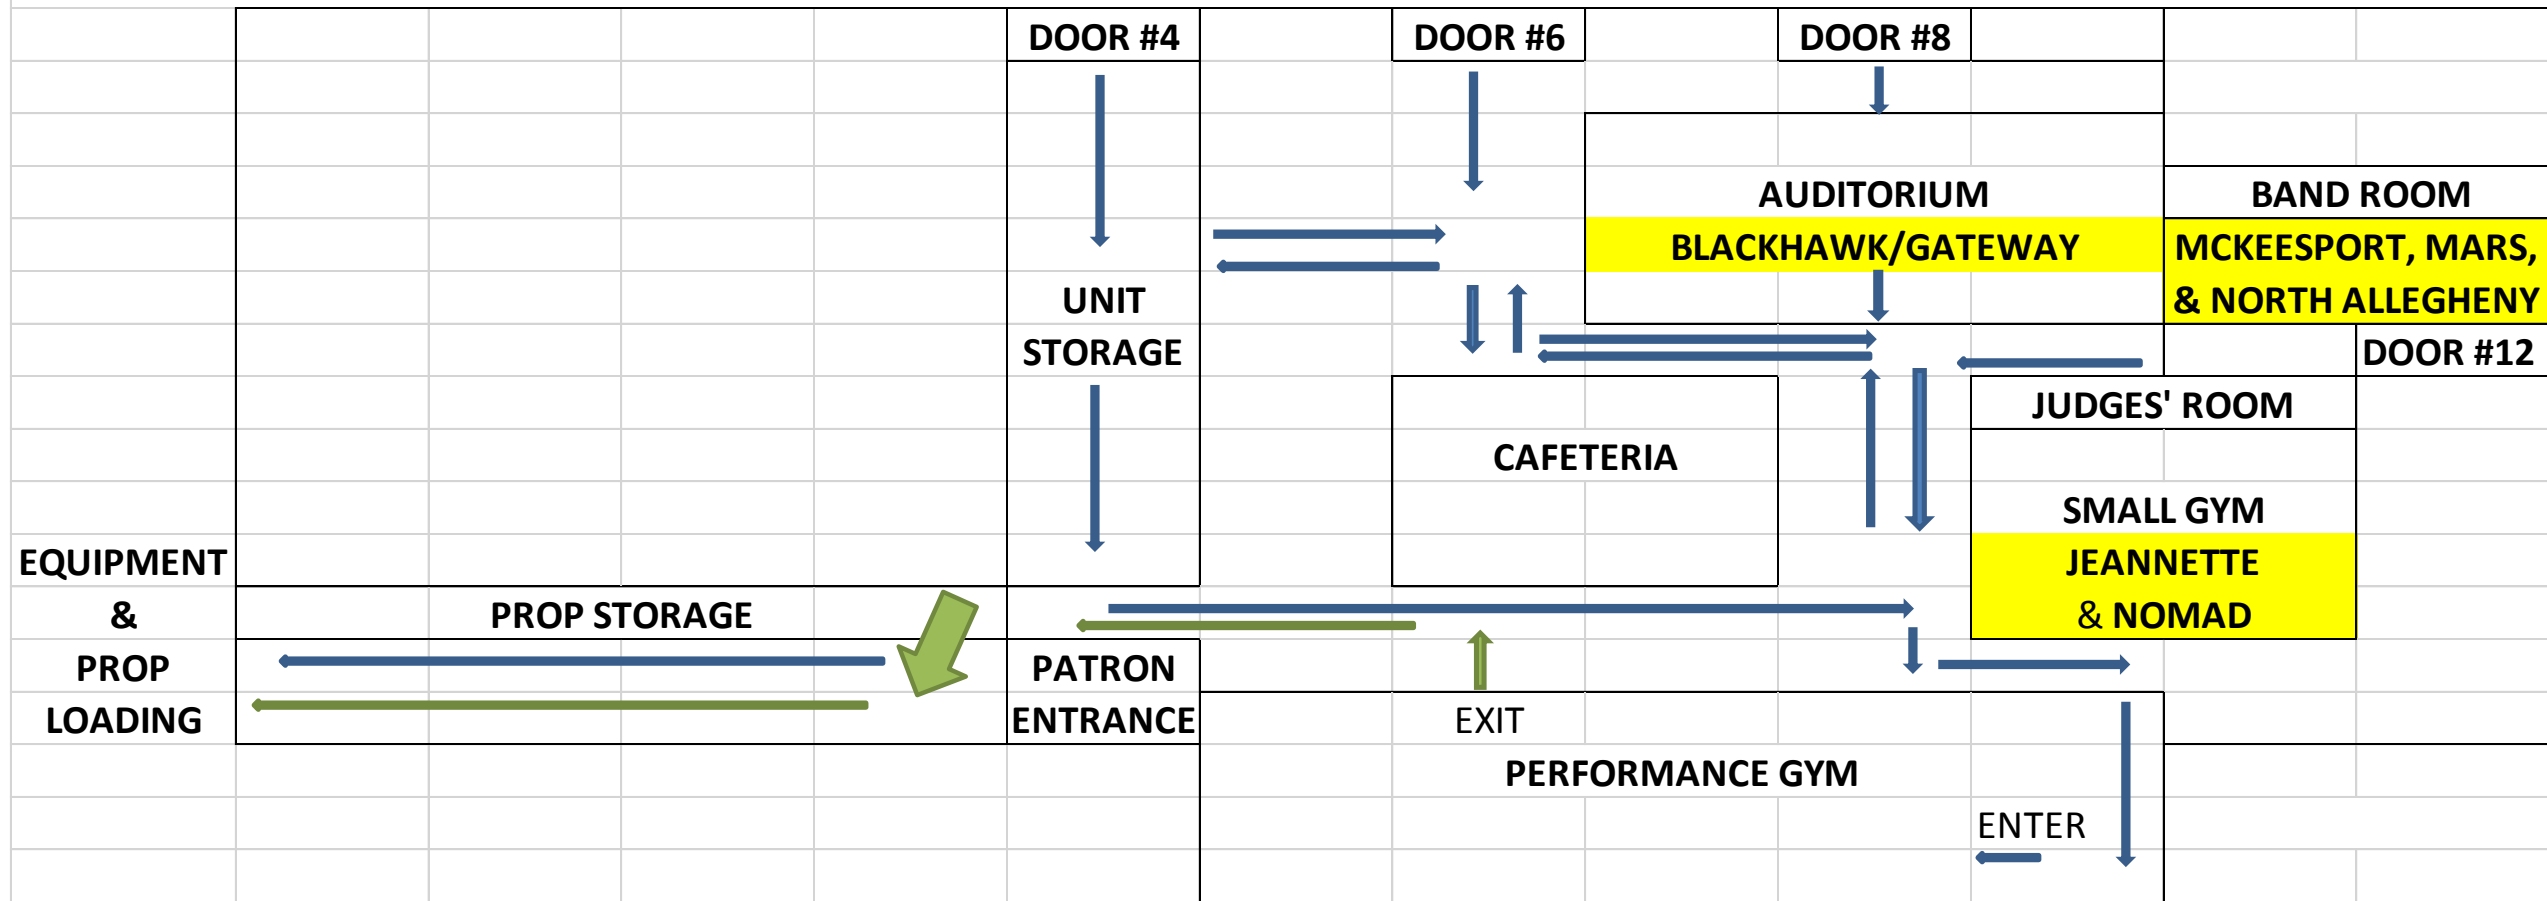 DOOR #4
DOOR #6
DOOR #8
AUDITORIUM
BLACKHAWK/GATEWAY
BAND ROOM
MCKEESPORT, MARS,
& NORTH ALLEGHENY
UNIT
STORAGE
DOOR #12
JUDGES' ROOM
CAFETERIA
SMALL GYM
JEANNETTE
& NOMAD
EQUIPMENT
&
PROP
LOADING
PROP STORAGE
PATRON
ENTRANCE
EXIT
PERFORMANCE GYM
ENTER